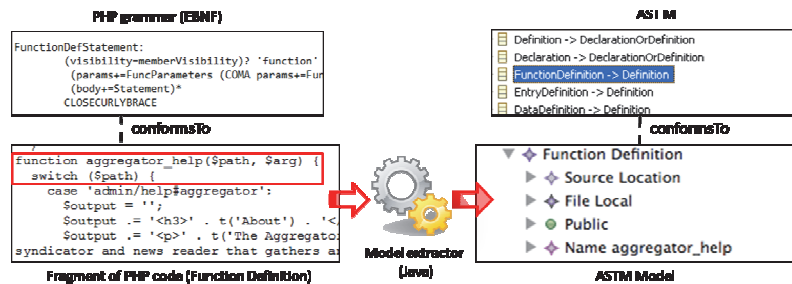 PHP grammar (EBNF)
FunctionDefStatement:
(visibility=memberVisibility)? 'function'
(params+=FuncParameters (COMA params+=Fur
(body+=Statement)*
CLOSECURLYBRACE
conformsTo
function aggregator_help($path, $arg) {
switch ($path) {
case 'admin/help#aggregator':
$output = '';
$output .= '<h3>' . t('About') . '</
$output .= '<p>' . t('The Aggregator
syndicator and news reader that gathers
Fragment of PHP code (Function Definition)
Model extractor
(Java)
ASTM
Definition -> DeclarationOrDefinition
Declaration -> DeclarationOrDefinition
FunctionDefinition -> Definition
EntryDefinition -> Definition
DataDefinition -> Definition
conformsTo
Function Definition
Source Location
File Local
Public
Name aggregator_help
ASTM Model